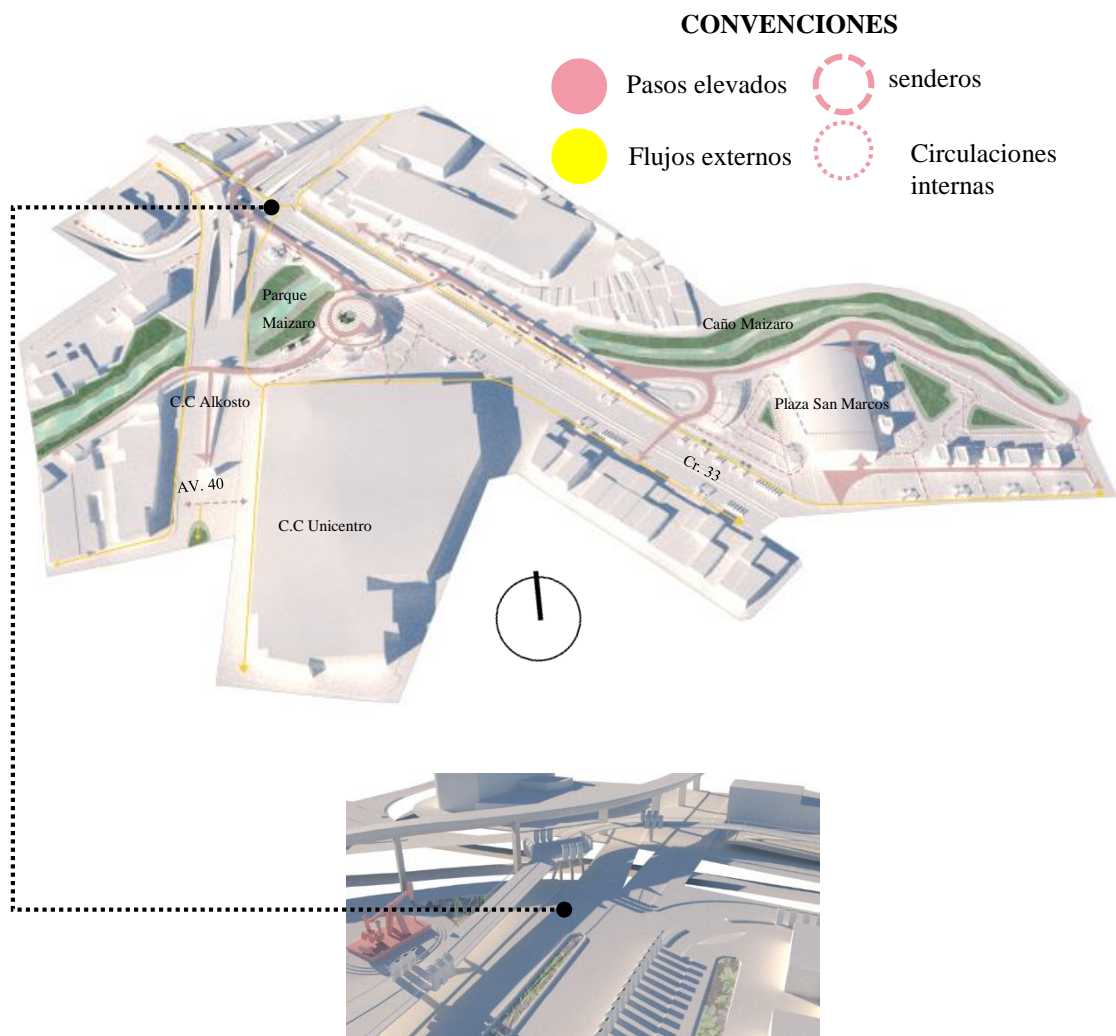 CONVENCIONES
Pasos elevados
senderos
Flujos externos
Circulaciones
internas
Parque
Maizaro
Caño Maizaro
C.C Alkosto
Plaza San Marcos
AV. 40
Cr. 33
C.C Unicentro